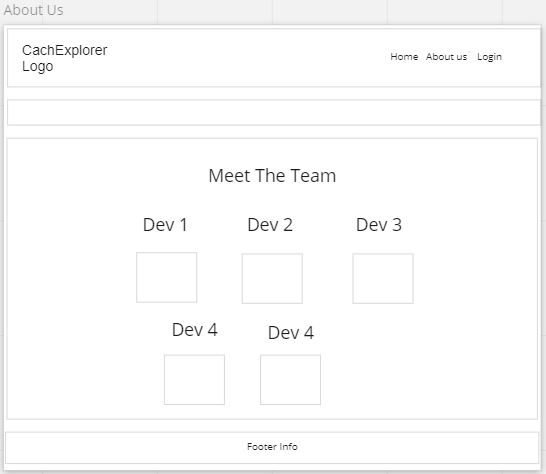 About Us
CachExplorer
Logo
Home About us Login
Meet The Team
Dev 1 Dev 2 Dev 3
Dev 4 Dev 4
Footer Info